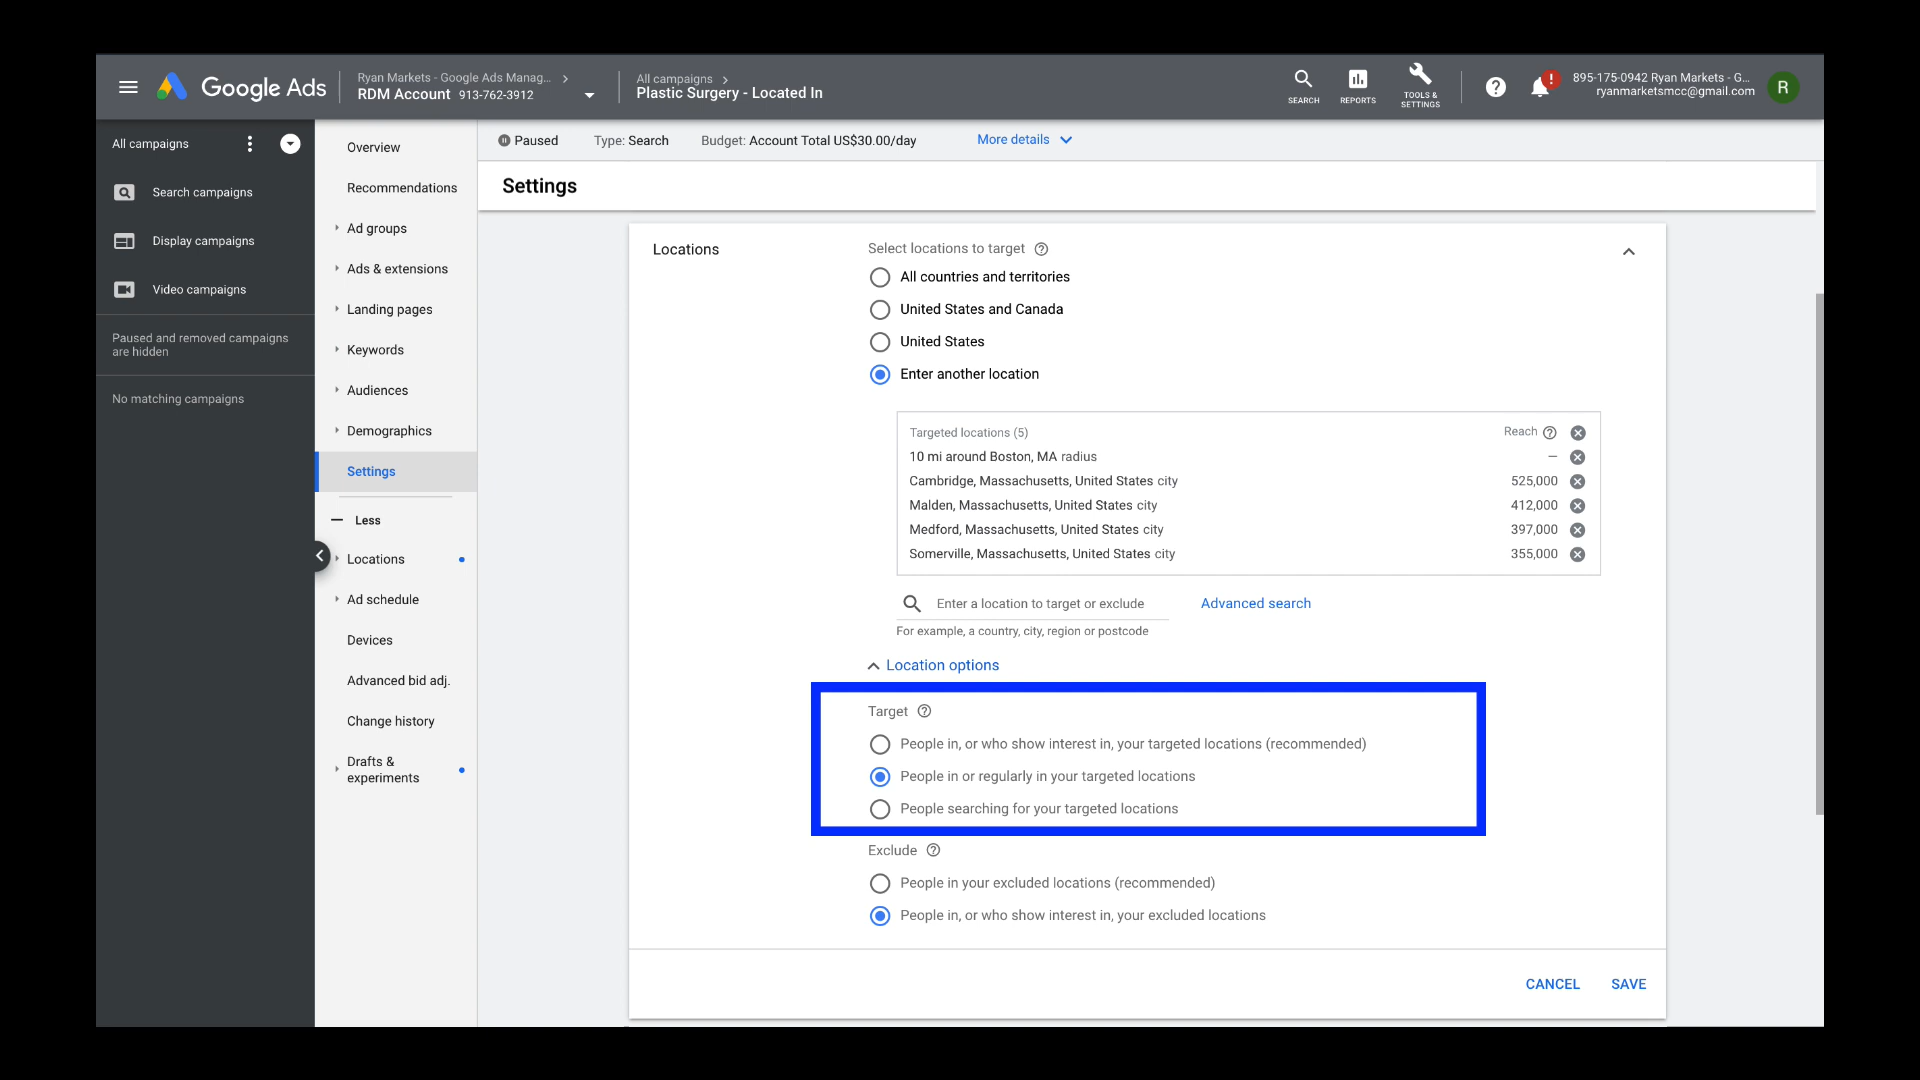 Google Ads
Ryan Markets - Google Ads Manag...
RDM Account 913-762-3912
All campaigns
Plastic Surgery - Located In
SEARCH
REPORTS
TOOLS &
SETTINGS
895-175-0942 Ryan Markets - G...
ryanmarketsmcc@gmail.com
R
All campaigns
Search campaigns
Display campaigns
Video campaigns
Paused and removed campaigns
are hidden
No matching campaigns
Overview
Recommendations
Ad groups
Ads & extensions
Landing pages
Keywords
Audiences
Demographics
Settings
Less
Locations
Ad schedule
Devices
Advanced bid adj.
Change history
Drafts &
experiments
Paused Type: Search Budget: Account Total US$30.00/day More details
Settings
Locations
Select locations to target
All countries and territories
United States and Canada
United States
Enter another location
Targeted locations (5) Reach
10 mi around Boston, MA radius –
Cambridge, Massachusetts, United States city 525,000
Malden, Massachusetts, United States city 412,000
Medford, Massachusetts, United States city 397,000
Somerville, Massachusetts, United States city 355,000
Enter a location to target or exclude Advanced search
For example, a country, city, region or postcode
Location options
Target
People in, or who show interest in, your targeted locations (recommended)
People in or regularly in your targeted locations
People searching for your targeted locations
Exclude
People in your excluded locations (recommended)
People in, or who show interest in, your excluded locations
CANCEL SAVE